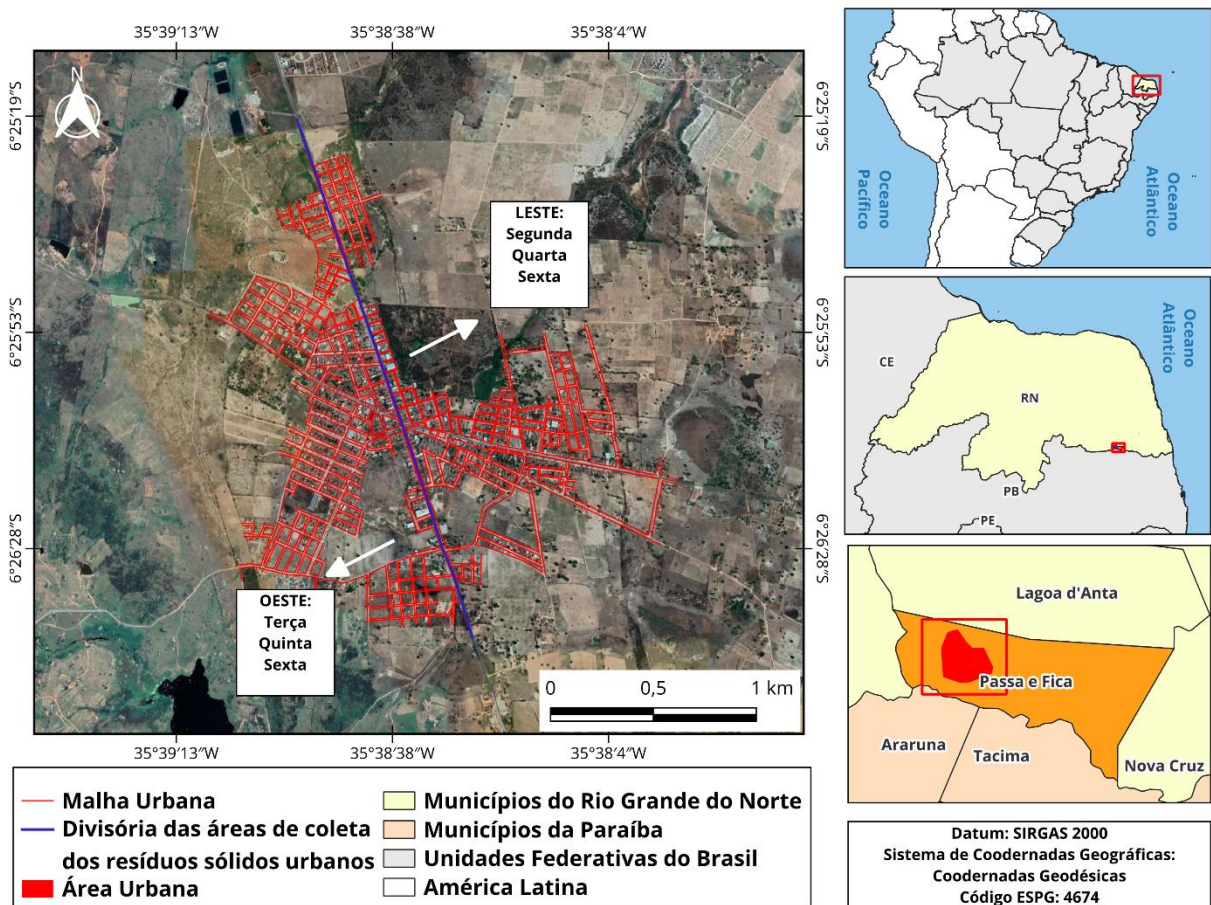 35°39′13″W
35°38′38″W
35°38′4″W
6°25′19″S
6°25′53″S
6°26′28″S
N
LESTE:
Segunda
Quarta
Sexta
OESTE:
Terça
Quinta
Sexta
0
0,5
1 km
6°25′19″S
6°25′53″S
6°26′28″S
35°39′13″W
35°38′38″W
35°38′4″W
Oceano
Pacífico
Oceano
Atlântico
Oceano
Atlântico
CE
RN
PB
PE
Lagoa d'Anta
Passa e Fica
Araruna
Tacima
Nova Cruz
Malha Urbana
Divisória das áreas de coleta
dos resíduos sólidos urbanos
Área Urbana
Municípios do Rio Grande do Norte
Municípios da Paraíba
Unidades Federativas do Brasil
América Latina
Datum: SIRGAS 2000
Sistema de Coodernadas Geográficas:
Coodernadas Geodésicas
Código ESPG: 4674